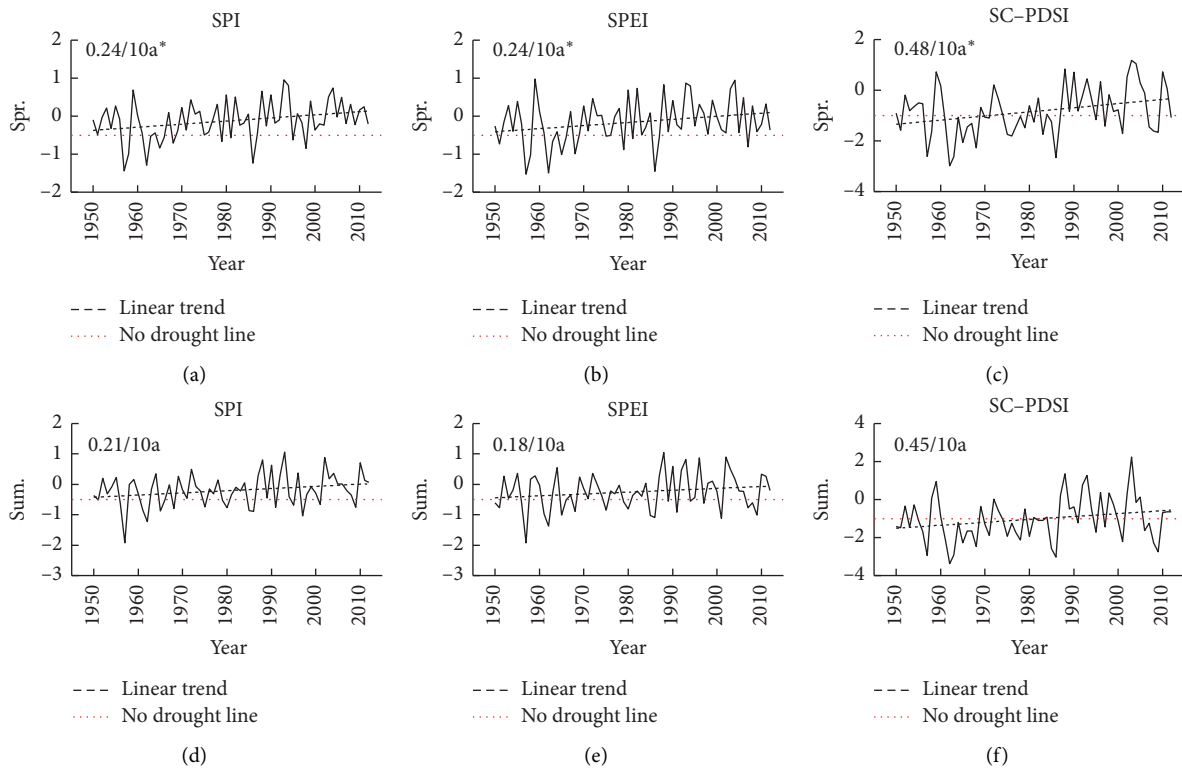 SPI
0.24/10a*
Spr.
2
1
0
−1
−2
1950
1960
1970
1980
1990
2000
2010
Year
Linear trend
No drought line
(a)
SPEI
0.24/10a*
Spr.
2
1
0
−1
−2
1950
1960
1970
1980
1990
2000
2010
Year
Linear trend
No drought line
(b)
SC–PDSI
0.48/10a*
Spr.
2
0
−2
−4
1950
1960
1970
1980
1990
2000
2010
Year
Linear trend
No drought line
(c)
SPI
0.21/10a
Sum.
2
1
0
−1
−2
−3
1950
1960
1970
1980
1990
2000
2010
Year
Linear trend
No drought line
(d)
SPEI
0.18/10a
Sum.
2
1
0
−1
−2
−3
1950
1960
1970
1980
1990
2000
2010
Year
Linear trend
No drought line
(e)
SC–PDSI
0.45/10a
Sum.
4
2
0
−2
−4
1950
1960
1970
1980
1990
2000
2010
Year
Linear trend
No drought line
(f)